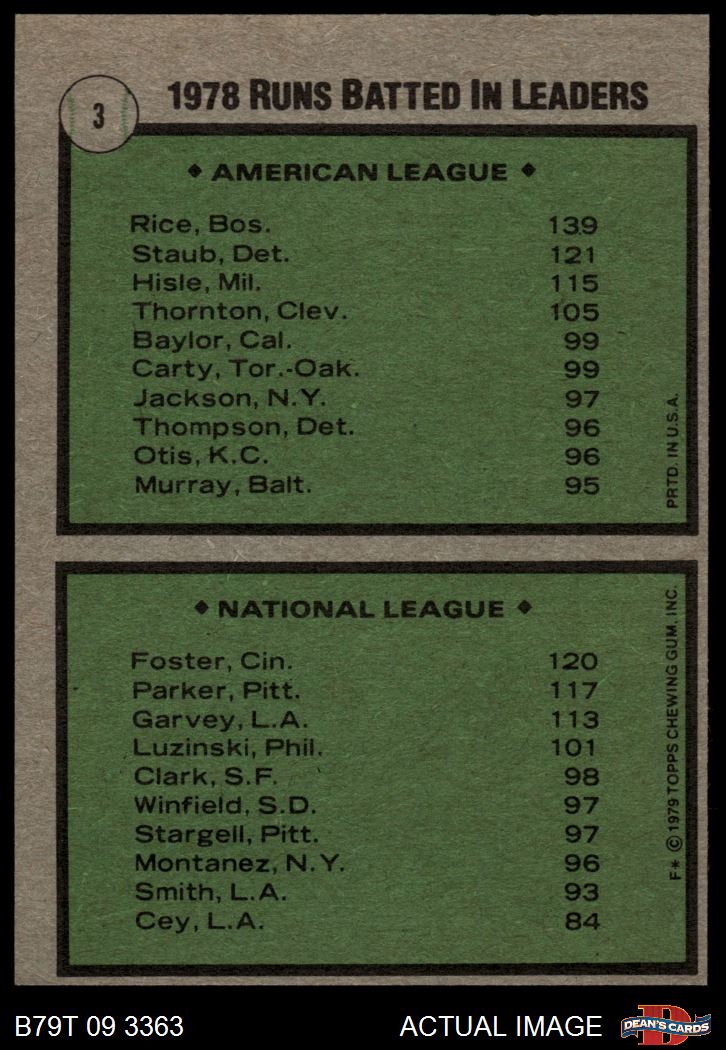 3
1978 RUNS BATTED IN LEADERS
◆ AMERICAN LEAGUE ◆
Rice, Bos. 139
Staub, Det. 121
Hisle, Mil. 115
Thornton, Clev. 105
Baylor, Cal. 99
Carty, Tor.-Oak. 99
Jackson, N.Y. 97
Thompson, Det. 96
Otis, K.C. 96
Murray, Balt. 95
PRTD. IN U.S.A.
◆ NATIONAL LEAGUE ◆
Foster, Cin. 120
Parker, Pitt. 117
Garvey, L.A. 113
Luzinski, Phil. 101
Clark, S.F. 98
Winfield, S.D. 97
Stargell, Pitt. 97
Montanez, N.Y. 96
Smith, L.A. 93
Cey, L.A. 84
F* © 1979 TOPPS CHEWING GUM, INC.
B79T 09 3363
ACTUAL IMAGE
D
DEAN'S CARDS